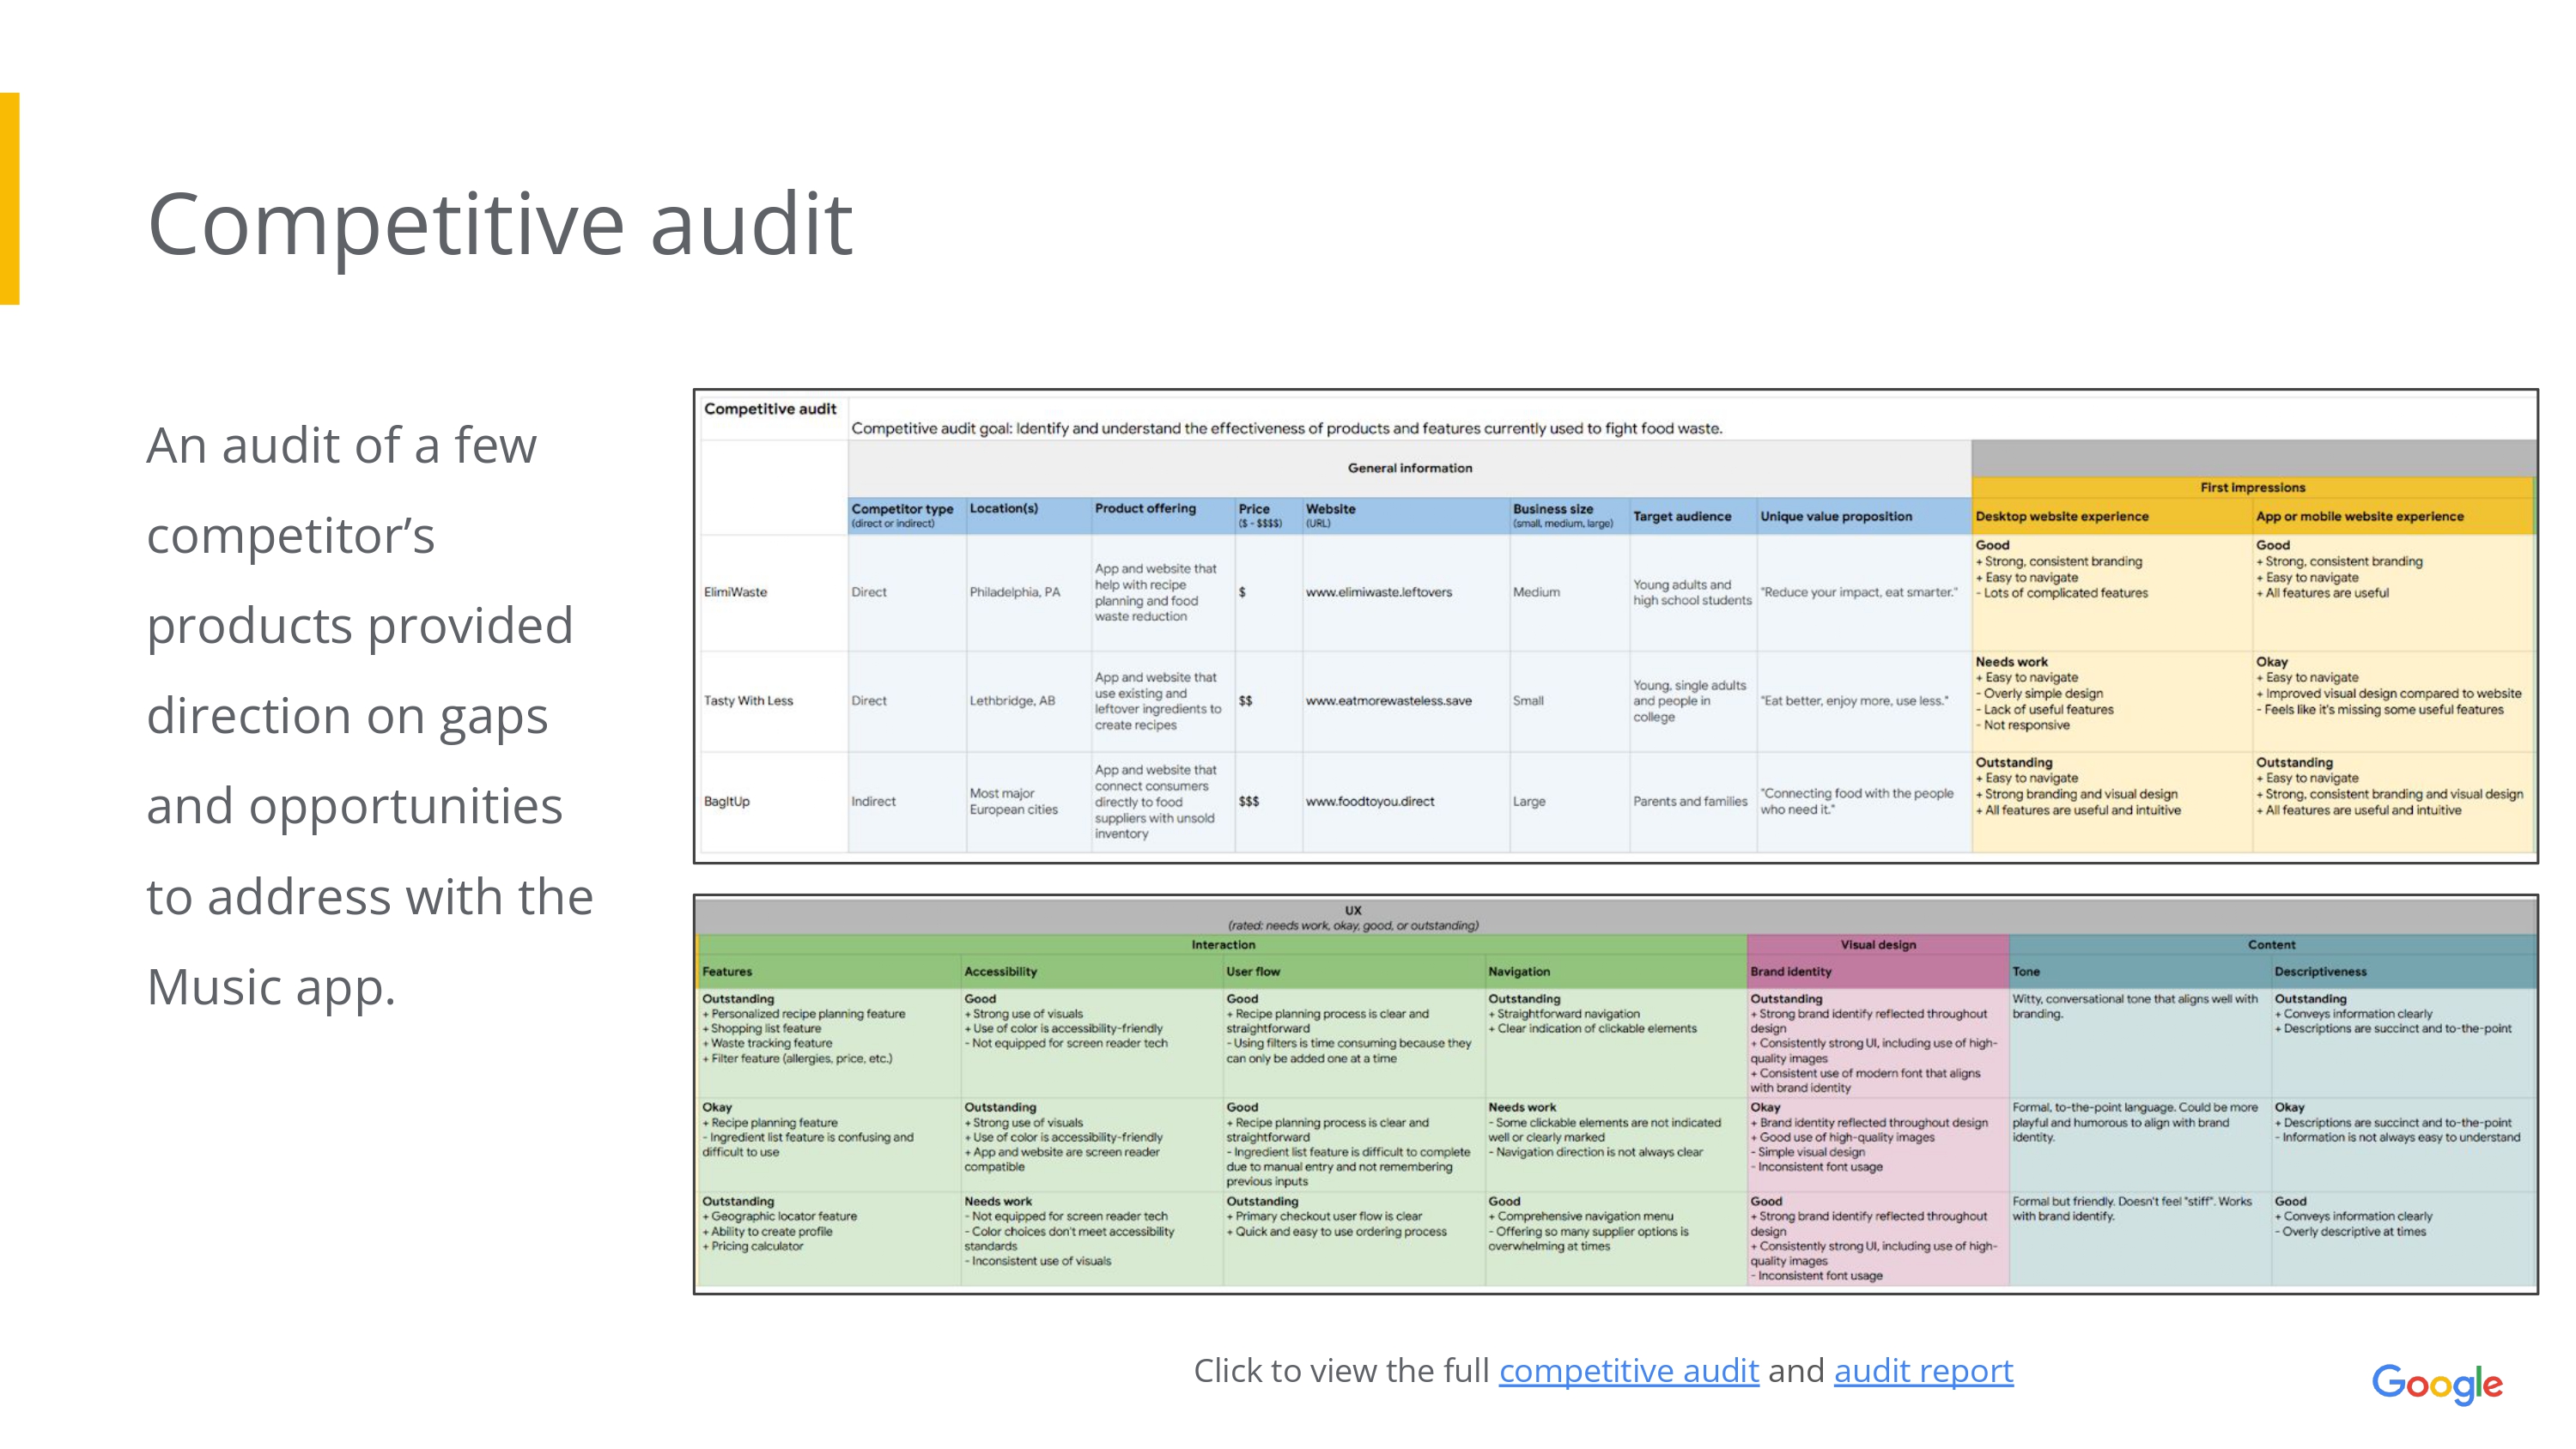 Competitive audit
An audit of a few
competitor’s
products provided
direction on gaps
and opportunities
to address with the
Music app.
Competitive audit
Competitive audit goal: Identify and understand the effectiveness of products and features currently used to fight food waste.
General information
First impressions
Competitor type
(direct or indirect)
Location(s)
Product offering
Price
($ - $$$$)
Website
(URL)
Business size
(small, medium, large)
Target audience
Unique value proposition
Desktop website experience
App or mobile website experience
ElimiWaste
Direct
Philadelphia, PA
App and website that
help with recipe
planning and food
waste reduction
$
www.elimiwaste.leftovers
Medium
Young adults and
high school students
"Reduce your impact, eat smarter."
Good
+ Strong, consistent branding
+ Easy to navigate
- Lots of complicated features
Good
+ Strong, consistent branding
+ Easy to navigate
+ All features are useful
Tasty With Less
Direct
Lethbridge, AB
App and website that
use existing and
leftover ingredients to
create recipes
$$
www.eatmorewasteless.save
Small
Young, single adults
and people in
college
"Eat better, enjoy more, use less."
Needs work
+ Easy to navigate
- Overly simple design
- Lack of useful features
- Not responsive
Okay
+ Easy to navigate
+ Improved visual design compared to website
- Feels like it's missing some useful features
BagItUp
Indirect
Most major
European cities
App and website that
connect consumers
directly to food
suppliers with unsold
inventory
$$$
www.foodtoyou.direct
Large
Parents and families
"Connecting food with the people
who need it."
Outstanding
+ Easy to navigate
+ Strong branding and visual design
+ All features are useful and intuitive
Outstanding
+ Easy to navigate
+ Strong, consistent branding and visual design
+ All features are useful and intuitive
UX
(rated: needs work, okay, good, or outstanding)
Interaction
Visual design
Content
Features
Accessibility
User flow
Navigation
Brand identity
Tone
Descriptiveness
Outstanding
+ Personalized recipe planning feature
+ Shopping list feature
+ Waste tracking feature
+ Filter feature (allergies, price, etc.)
Good
+ Strong use of visuals
+ Use of color is accessibility-friendly
- Not equipped for screen reader tech
Good
+ Recipe planning process is clear and
straightforward
- Using filters is time consuming because they
can only be added one at a time
Outstanding
+ Straightforward navigation
+ Clear indication of clickable elements
Outstanding
+ Strong brand identify reflected throughout
design
+ Consistently strong UI, including use of high-
quality images
+ Consistent use of modern font that aligns
with brand identity
Witty, conversational tone that aligns well with
branding.
Outstanding
+ Conveys information clearly
+ Descriptions are succinct and to-the-point
Okay
+ Recipe planning feature
- Ingredient list feature is confusing and
difficult to use
Outstanding
+ Strong use of visuals
+ Use of color is accessibility-friendly
+ App and website are screen reader
compatible
Good
+ Recipe planning process is clear and
straightforward
- Ingredient list feature is difficult to complete
due to manual entry and not remembering
previous inputs
Needs work
- Some clickable elements are not indicated
well or clearly marked
- Navigation direction is not always clear
Okay
+ Brand identity reflected throughout design
+ Good use of high-quality images
- Simple visual design
- Inconsistent font usage
Formal, to-the-point language. Could be more
playful and humorous to align with brand
identity.
Okay
+ Descriptions are succinct and to-the-point
- Information is not always easy to understand
Outstanding
+ Geographic locator feature
+ Ability to create profile
+ Pricing calculator
Needs work
- Not equipped for screen reader tech
- Color choices don't meet accessibility
standards
- Inconsistent use of visuals
Outstanding
+ Primary checkout user flow is clear
+ Quick and easy to use ordering process
Good
+ Comprehensive navigation menu
- Offering so many supplier options is
overwhelming at times
Good
+ Strong brand identify reflected throughout
design
+ Consistently strong UI, including use of high-
quality images
- Inconsistent font usage
Formal but friendly. Doesn't feel "stiff". Works
with brand identify.
Good
+ Conveys information clearly
- Overly descriptive at times
Click to view the full competitive audit and audit report
Google